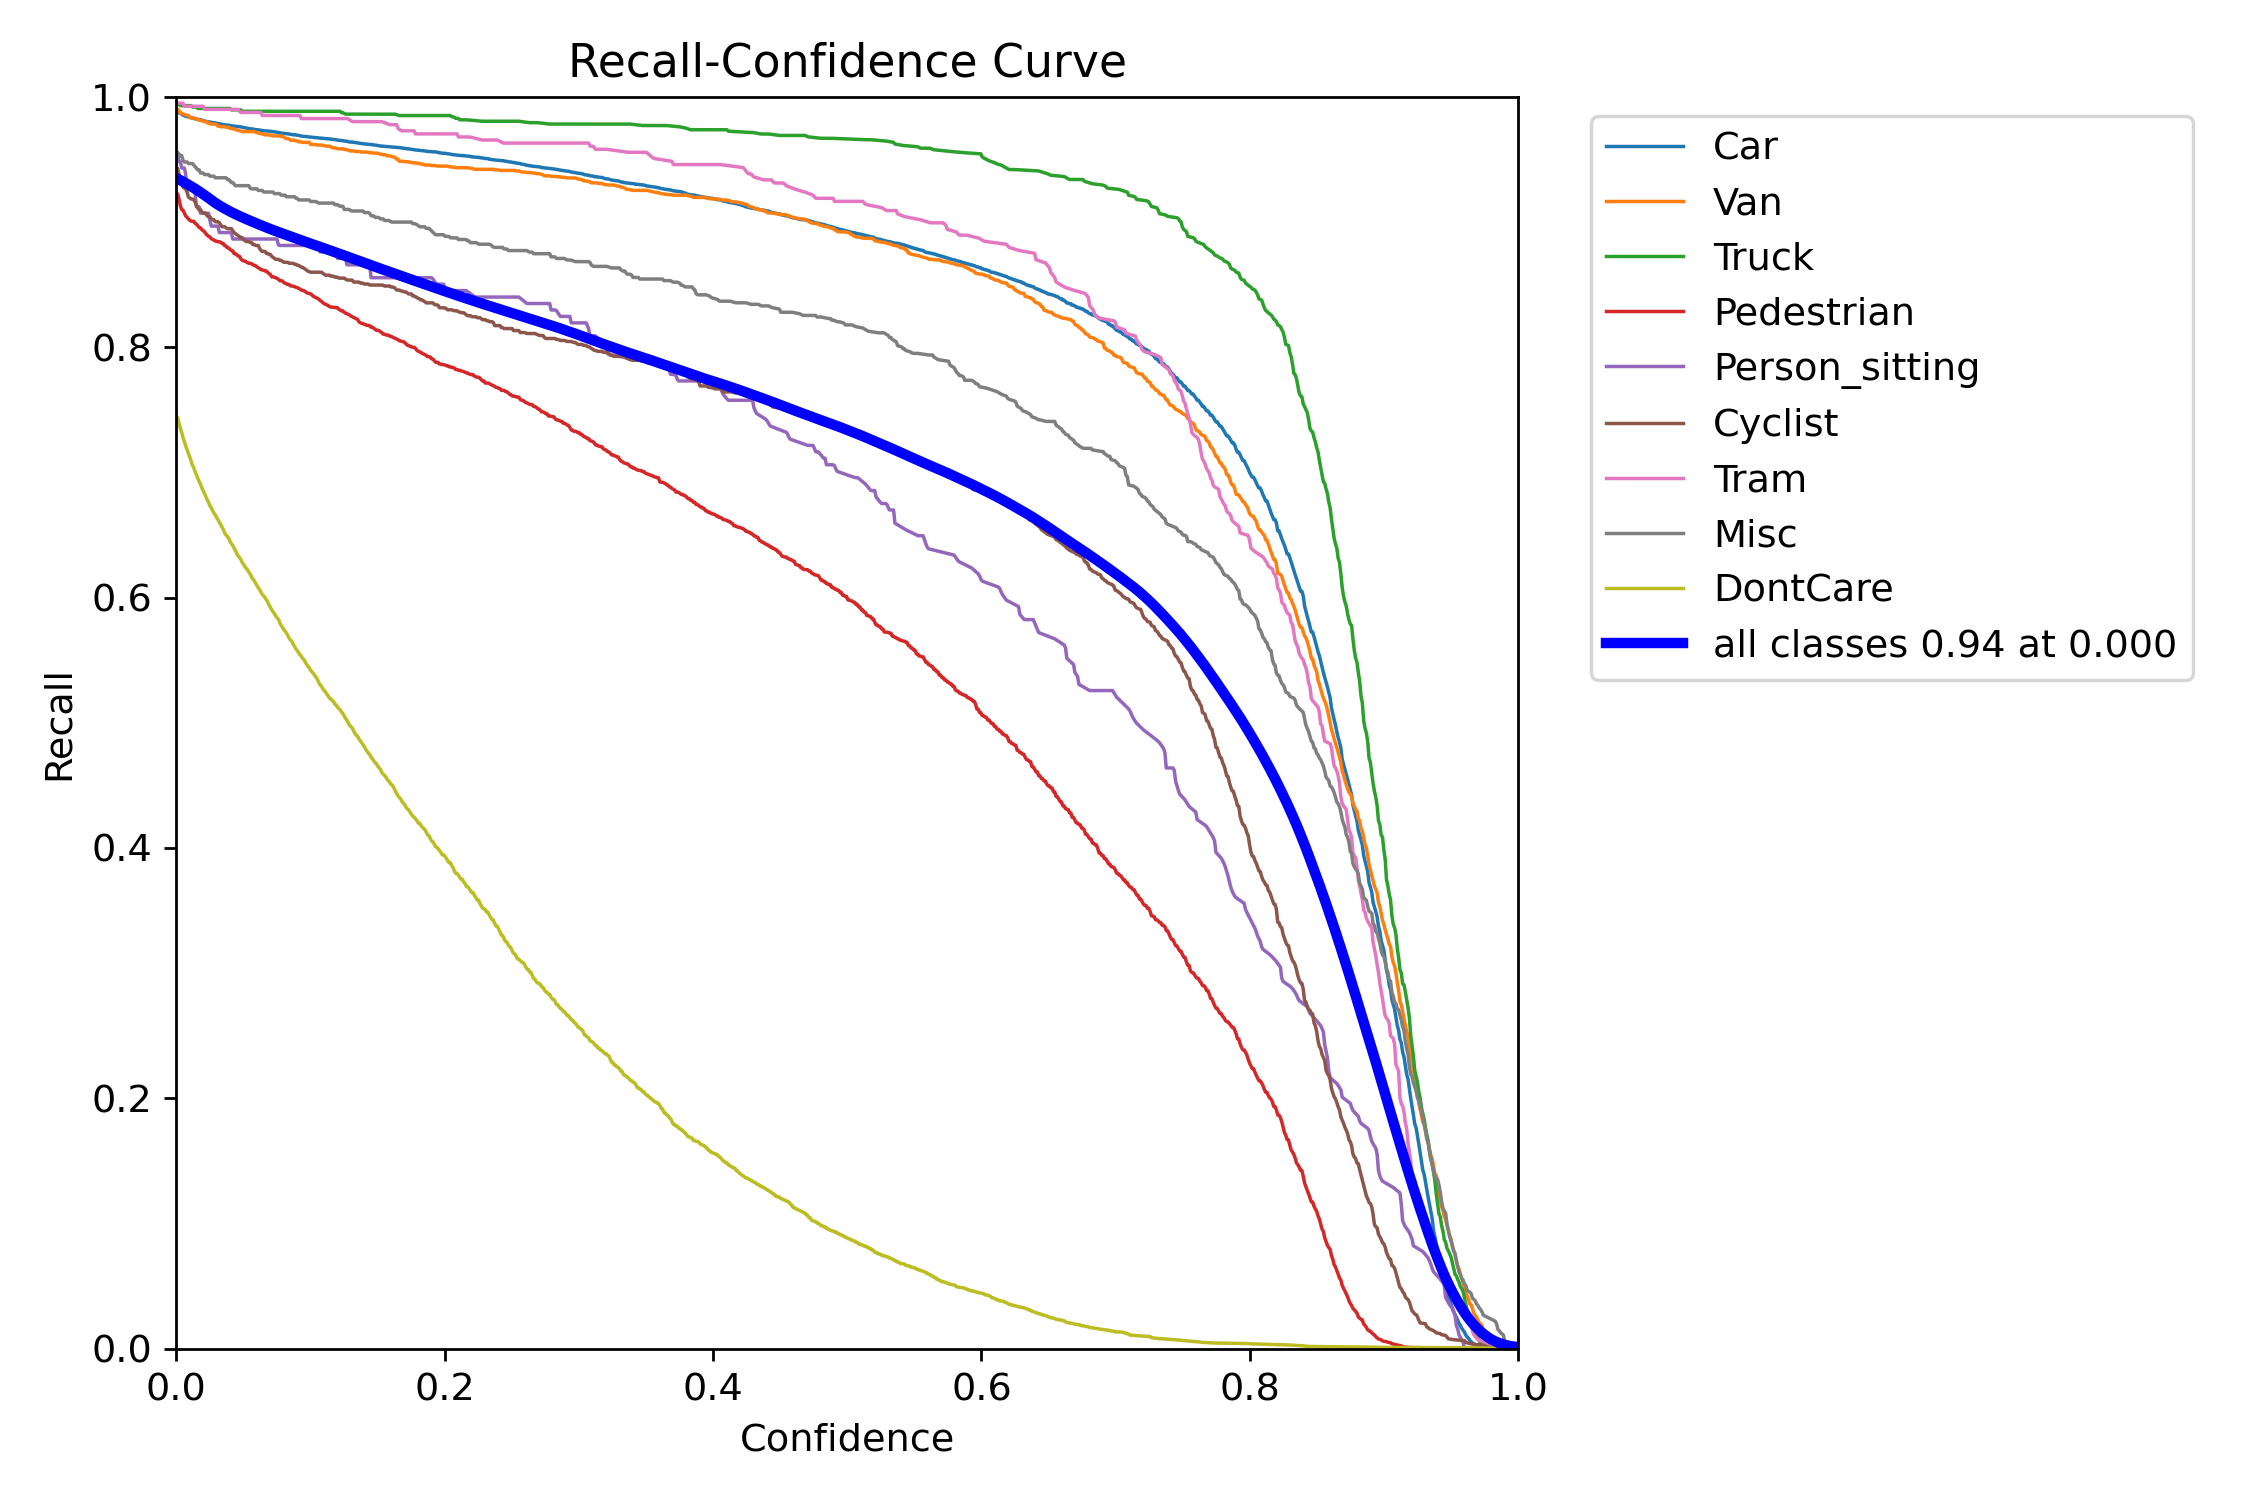 Recall-Confidence Curve
1.0
0.8
0.6
0.4
0.2
0.0
Recall
0.0 0.2 0.4 0.6 0.8 1.0
Confidence
Car
Van
Truck
Pedestrian
Person_sitting
Cyclist
Tram
Misc
DontCare
all classes 0.94 at 0.000